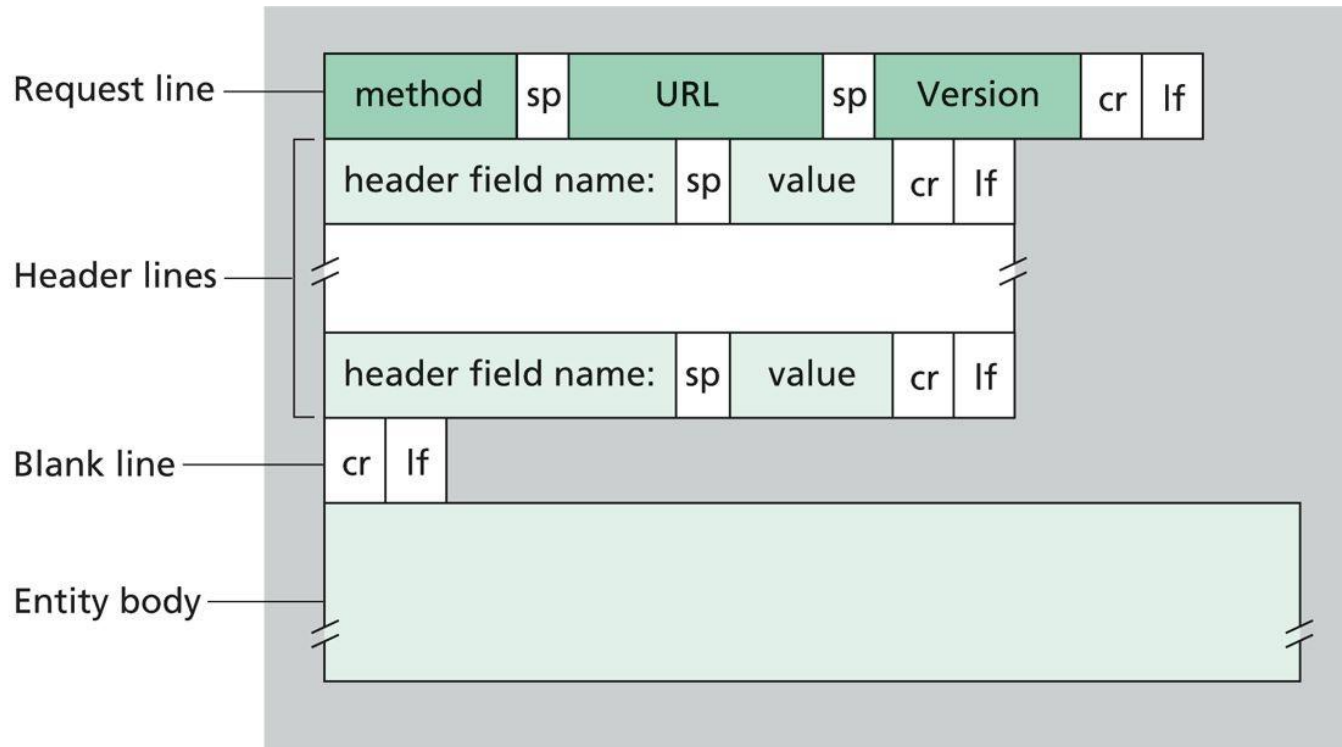 Request line
method sp URL sp Version cr lf
header field name: sp value cr lf
Header lines
header field name: sp value cr lf
Blank line
cr lf
Entity body